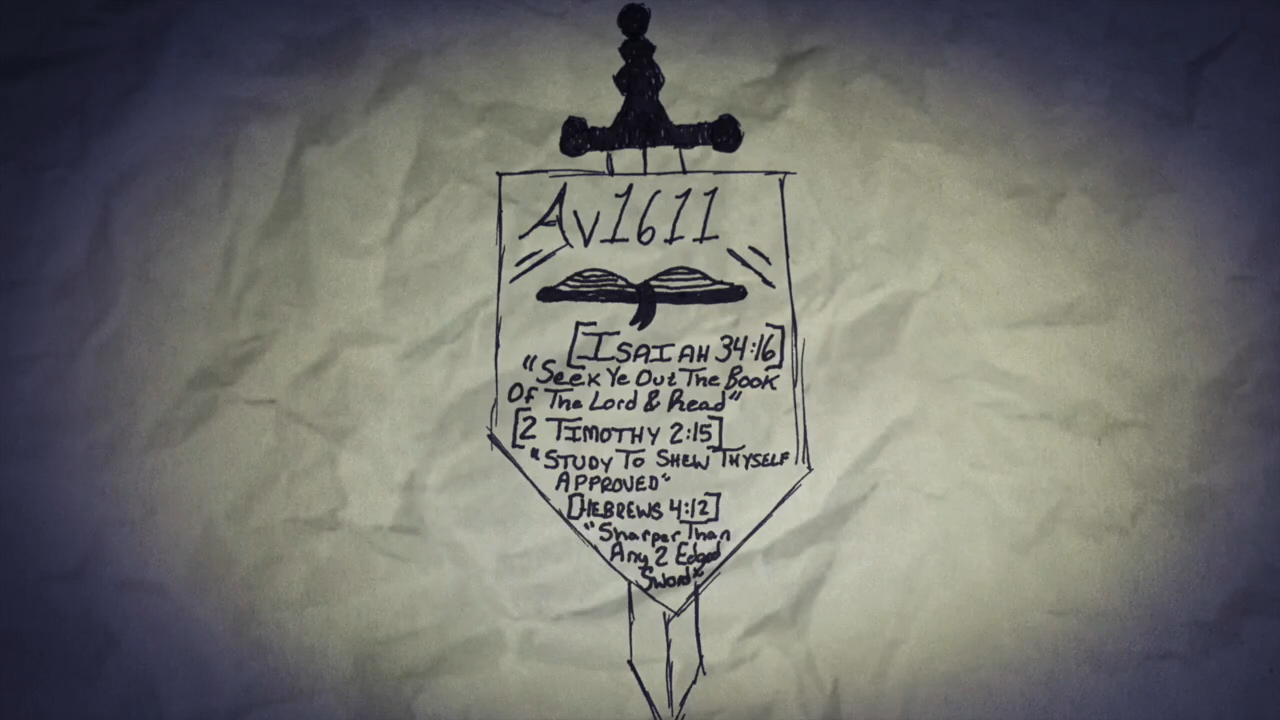 Av1611
[ISAIAH 34:16]
"Seek Ye Out The Book
Of The Lord & Read"
[2 TIMOTHY 2:15]
"STUDY TO SHEW THYSELF
APPROVED"
[HEBREWS 4:12]
"Sharper Than
Any 2 Edged
Sword"